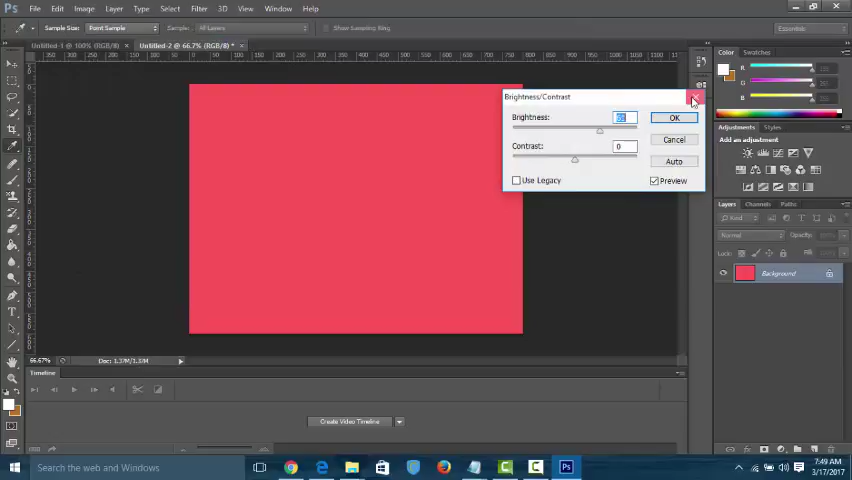 Ps File Edit Image Layer Type Select Filter 3D View Window Help
Sample Size: Point Sample Sample: All Layers Show Sampling Ring Essentials
Untitled-1 @ 100% (RGB/8) × Untitled-2 @ 66.7% (RGB/8) * ×
Brightness/Contrast
Brightness:
OK
Cancel
Contrast: 0
Auto
Use Legacy Preview
Color Swatches
R
G
B
Adjustments Styles
Add an adjustment
Layers Channels Paths
Kind
Normal Opacity:
Lock: Fill:
Background
66.67% Doc: 1.37M/1.37M
Timeline
Create Video Timeline
Search the web and Windows
Ps
7:49 AM
3/17/2017